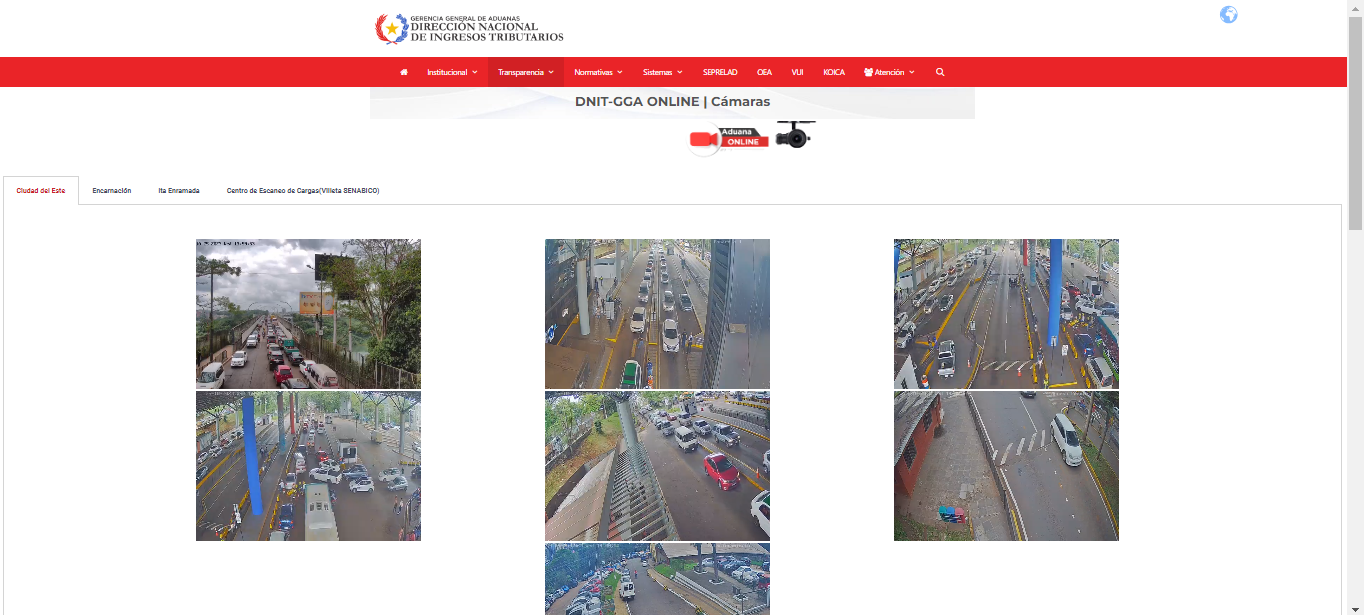 GERENCIA GENERAL DE ADUANAS
DIRECCIÓN NACIONAL
DE INGRESOS TRIBUTARIOS
Institucional
Transparencia
Normativas
Sistemas
SEPRELAD
OEA
VUI
KOICA
Atención
DNIT-GGA ONLINE | Cámaras
Aduana
ONLINE
Ciudad del Este
Encarnación
Ita Enramada
Centro de Escaneo de Cargas(Villeta SENABICO)